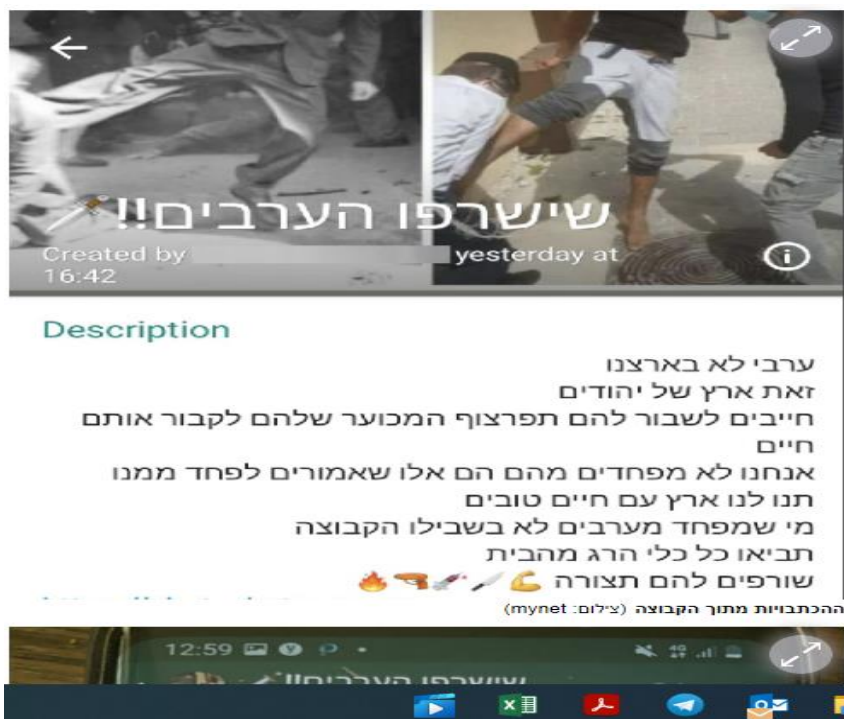 שישרפו הערבים!!
Created by yesterday at
16:42
Description
ערבי לא בארצנו
זאת ארץ של יהודים
חייבים לשבור להם תפרצוף המכוער שלהם לקבור אותם
חיים
אנחנו לא מפחדים מהם הם אלו שאמורים לפחד ממנו
תנו לנו ארץ עם חיים טובים
מי שמפחד מערבים לא בשבילו הקבוצה
תביאו כל כלי הרג מהבית
שורפים להם תצורה 💪🔪💉🔫🔥
ההכתבויות מתוך הקבוצה (צילום: mynet)
12:59
4G
שישרפו הערבים!!